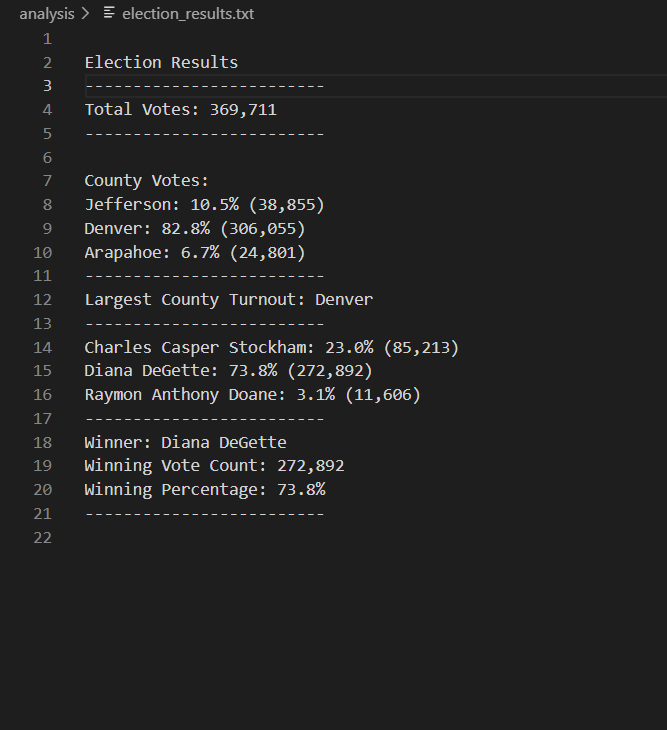 analysis > election_results.txt
1
2 Election Results
3 -------------------------
4 Total Votes: 369,711
5 -------------------------
6
7 County Votes:
8 Jefferson: 10.5% (38,855)
9 Denver: 82.8% (306,055)
10 Arapahoe: 6.7% (24,801)
11 -------------------------
12 Largest County Turnout: Denver
13 -------------------------
14 Charles Casper Stockham: 23.0% (85,213)
15 Diana DeGette: 73.8% (272,892)
16 Raymon Anthony Doane: 3.1% (11,606)
17 -------------------------
18 Winner: Diana DeGette
19 Winning Vote Count: 272,892
20 Winning Percentage: 73.8%
21 -------------------------
22